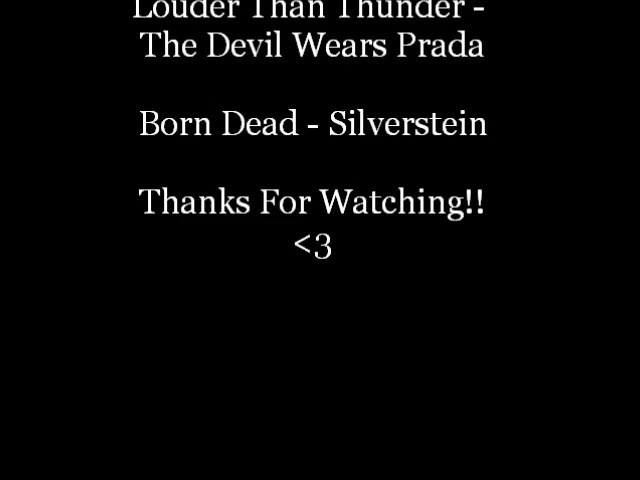 Louder Than Thunder -
The Devil Wears Prada
Born Dead - Silverstein
Thanks For Watching!!
<3